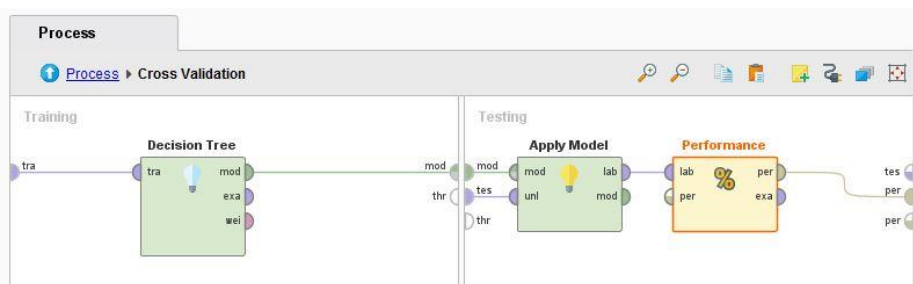 Process
Process ▸ Cross Validation
Training
Testing
Decision Tree
Apply Model
Performance
tra
tra
mod
exa
wei
mod
thr
mod
tes
thr
mod
unl
lab
mod
lab
per
%
per
exa
tes
per
per